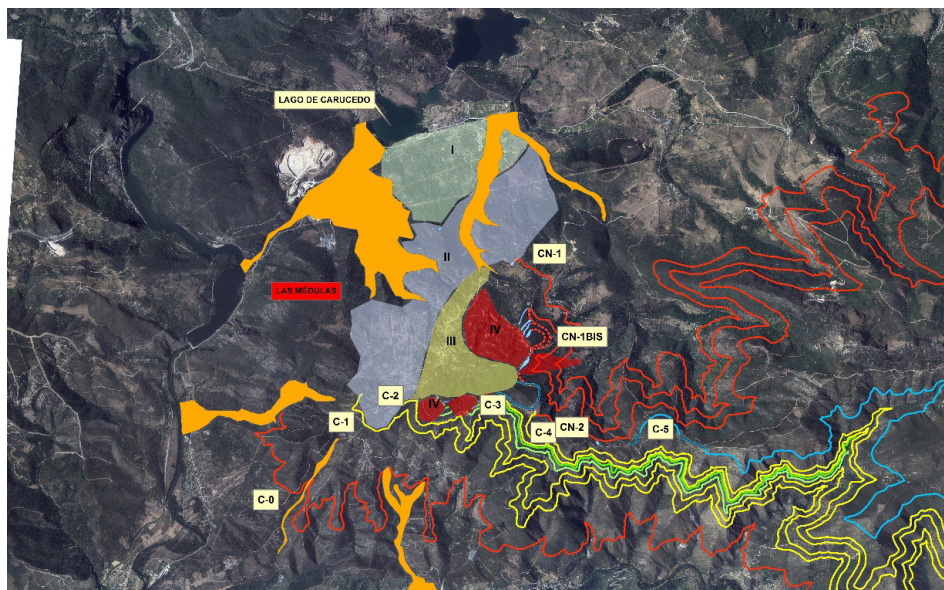 LAGO DE CARUCEDO
I
II
CN-1
LAS MÉDULAS
IV
CN-1BIS
III
C-2
IV
C-3
C-1
C-4
CN-2
C-5
C-0